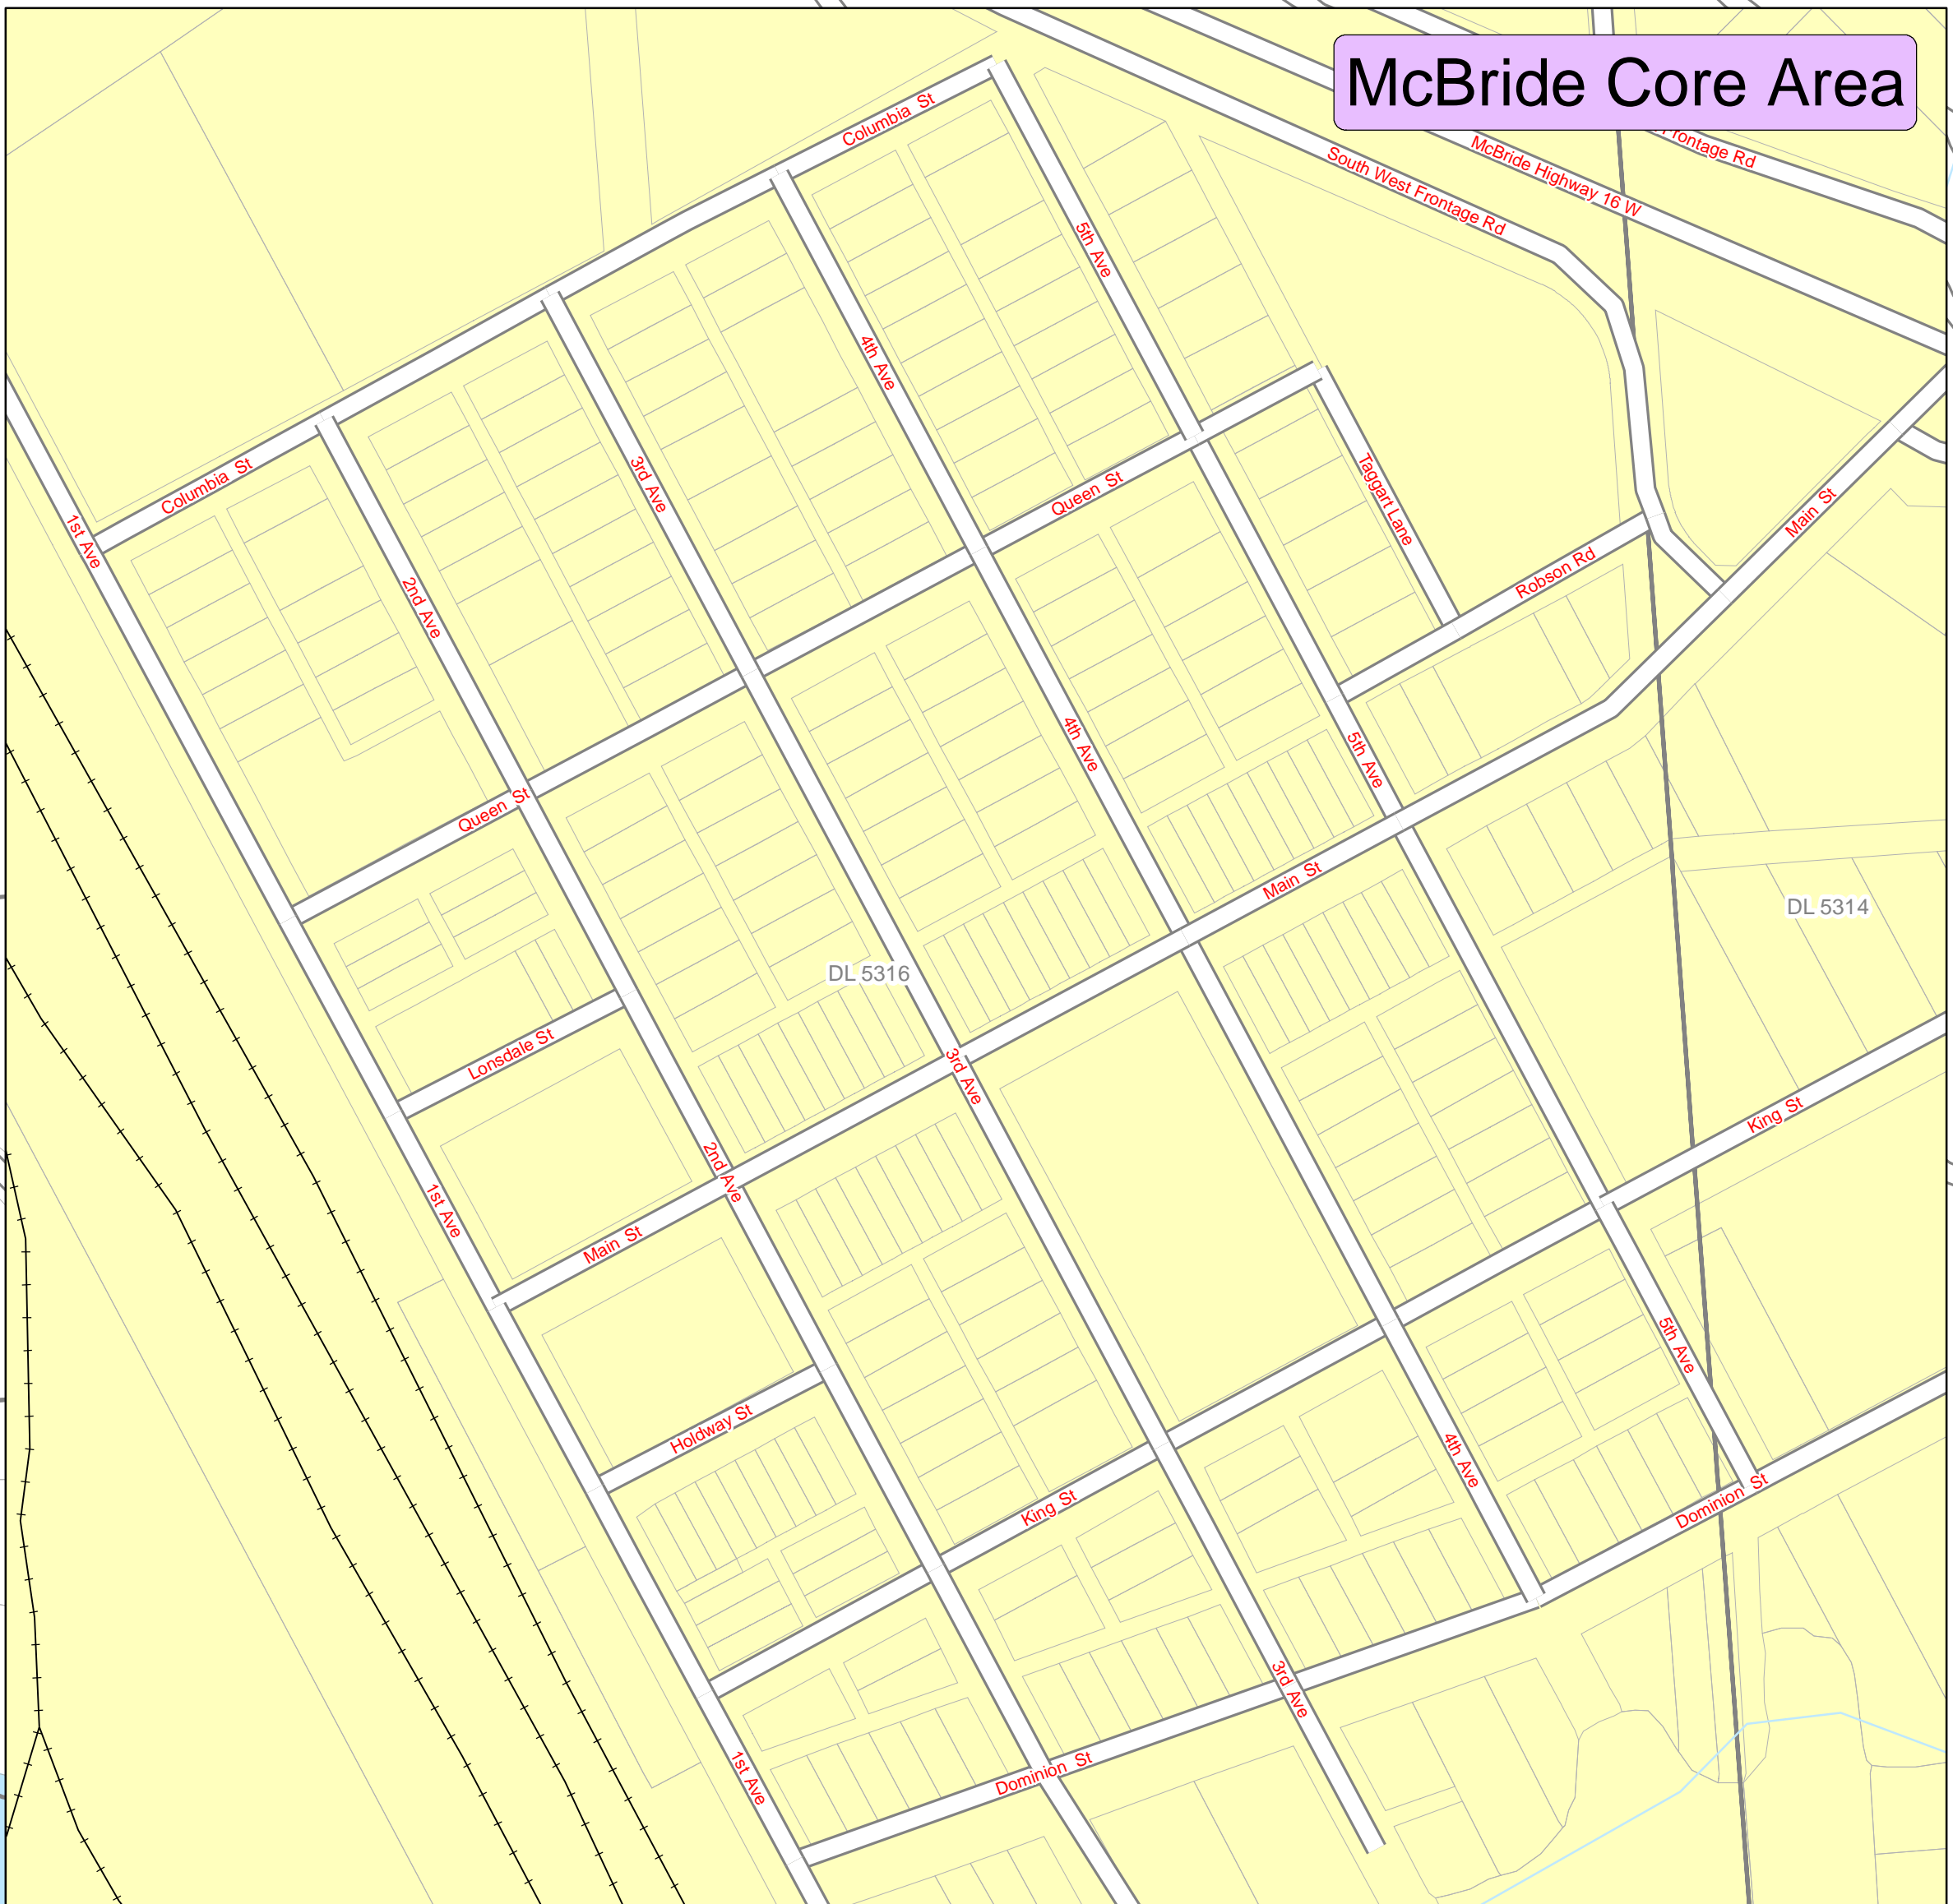 McBride Core Area
Columbia St
Frontage Rd
McBride Highway 16 W
South West Frontage Rd
5th Ave
4th Ave
Columbia St
3rd Ave
Queen St
Taggart Lane
Main St
1st Ave
Robson Rd
2nd Ave
4th Ave
5th Ave
Queen St
Main St
DL 5314
DL 5316
Lonsdale St
3rd Ave
King St
2nd Ave
1st Ave
Main St
5th Ave
Holdway St
4th Ave
King St
Dominion St
3rd Ave
1st Ave
Dominion St